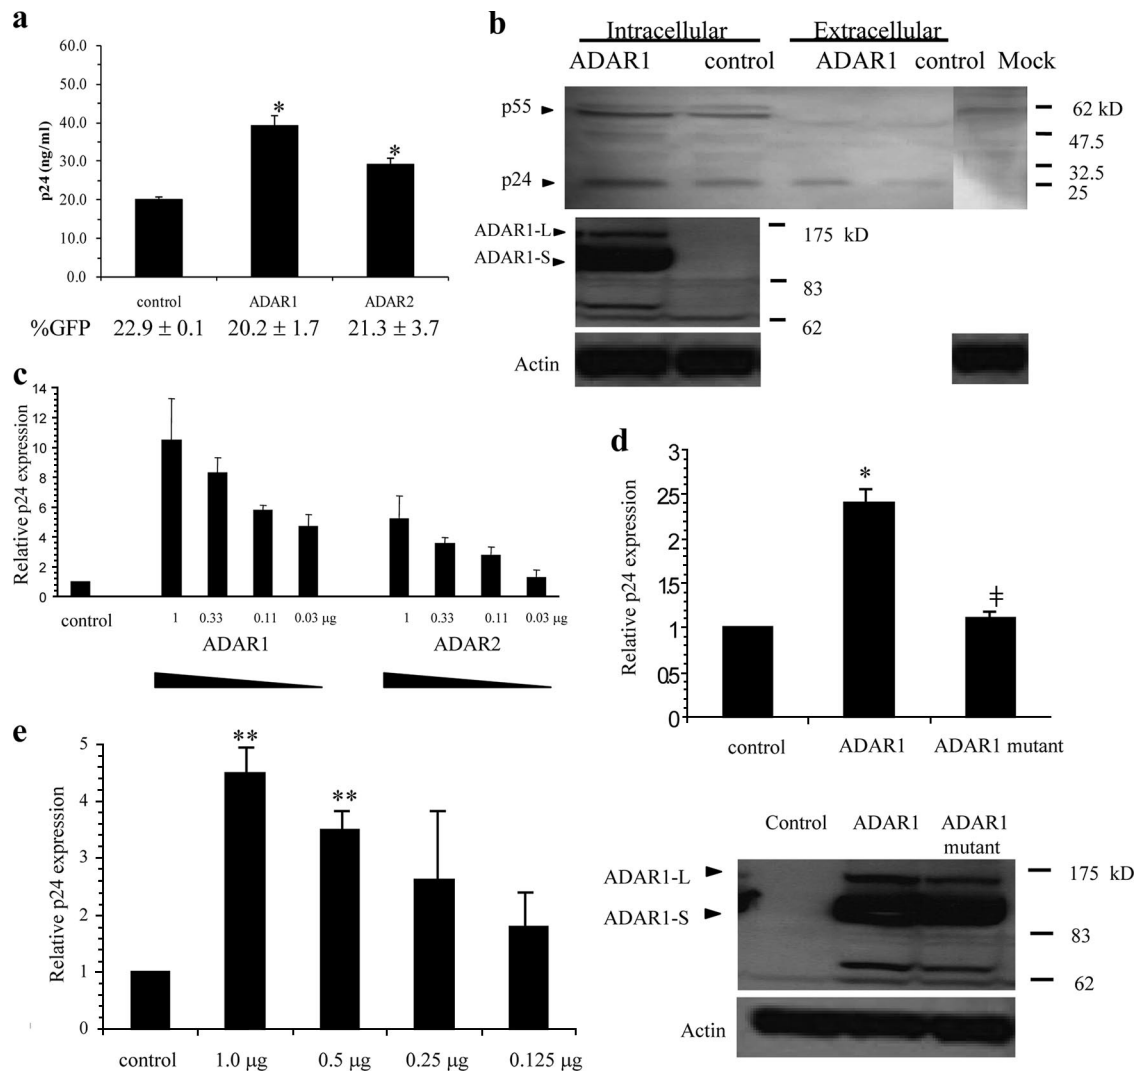 a
60.0
50.0
40.0
30.0
20.0
10.0
0.0
p24 (ng/ml)
*
*
control ADAR1 ADAR2
%GFP 22.9 ± 0.1 20.2 ± 1.7 21.3 ± 3.7
b
Intracellular Extracellular
ADAR1 control ADAR1 control Mock
p55
p24
62 kD
47.5
32.5
25
ADAR1-L
ADAR1-S
175 kD
83
62
Actin
c
14
12
10
8
6
4
2
0
Relative p24 expression
control
1 0.33 0.11 0.03 µg
1 0.33 0.11 0.03 µg
ADAR1 ADAR2
d
3
25
2
1.5
1
0.5
0
Relative p24 expression
*
ǂ
control ADAR1 ADAR1 mutant
Control ADAR1 ADAR1
mutant
ADAR1-L
ADAR1-S
175 kD
83
62
Actin
e
5
4
3
2
1
0
Relative p24 expression
**
**
control 1.0 µg 0.5 µg 0.25 µg 0.125 µg